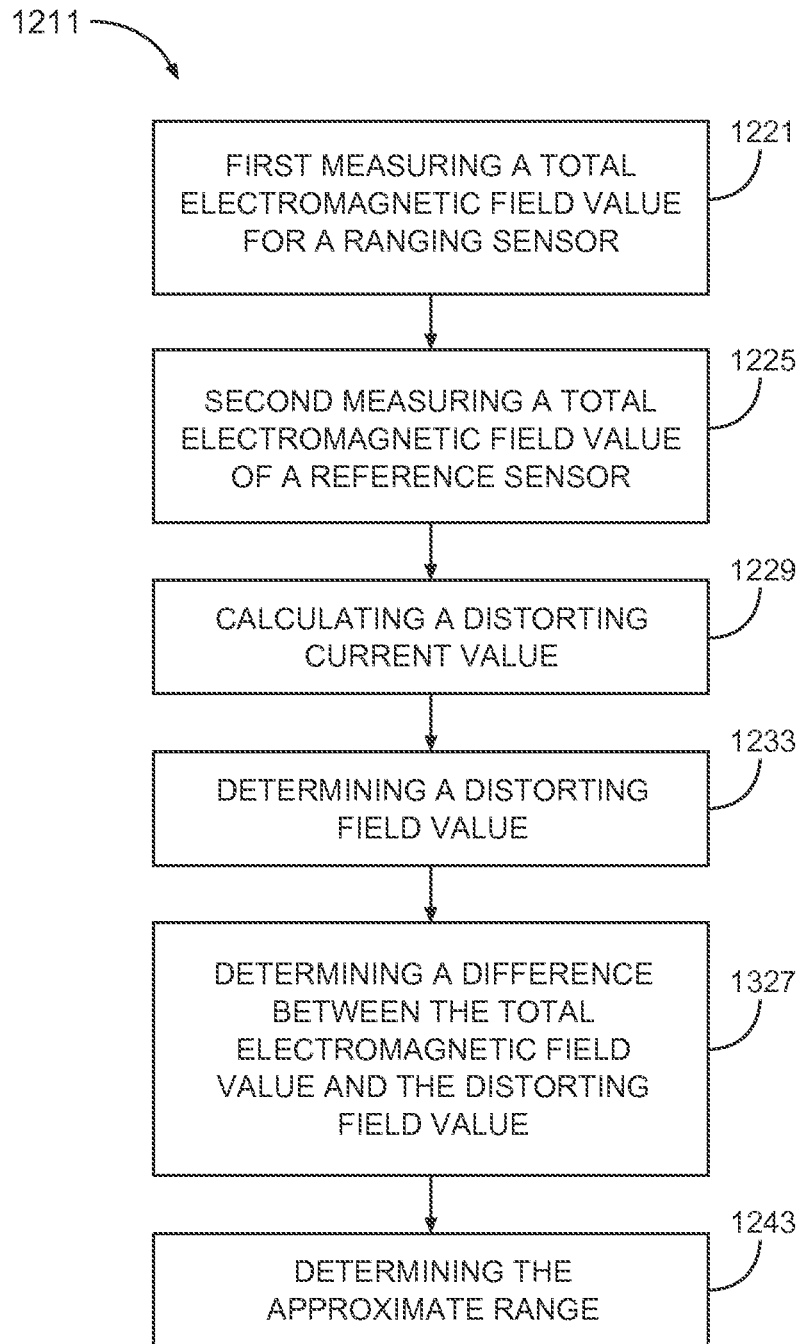 1211
1221
FIRST MEASURING A TOTAL
ELECTROMAGNETIC FIELD VALUE
FOR A RANGING SENSOR
1225
SECOND MEASURING A TOTAL
ELECTROMAGNETIC FIELD VALUE
OF A REFERENCE SENSOR
1229
CALCULATING A DISTORTING
CURRENT VALUE
1233
DETERMINING A DISTORTING
FIELD VALUE
1327
DETERMINING A DIFFERENCE
BETWEEN THE TOTAL
ELECTROMAGNETIC FIELD
VALUE AND THE DISTORTING
FIELD VALUE
1243
DETERMINING THE
APPROXIMATE RANGE